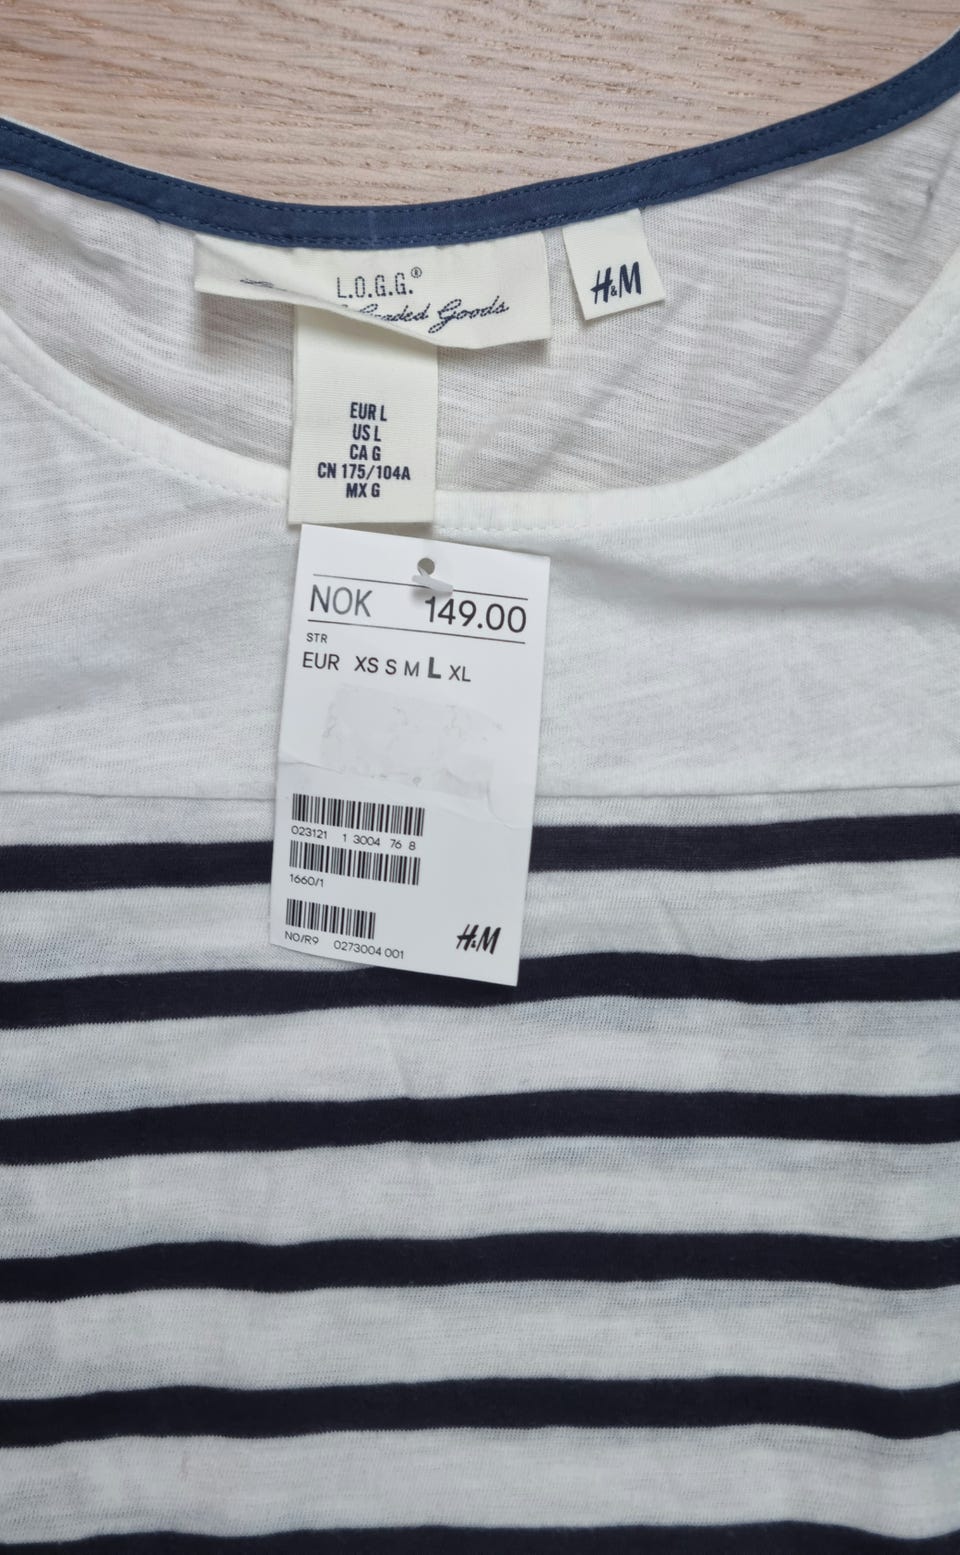 L.O.G.G.®
Graded Goods
H&M
EUR L
US L
CA G
CN 175/104A
MX G
NOK 149.00
STR
EUR XS S M L XL
023121 1 3004 76 8
1660/1
NO/R9 0273004 001
H&M